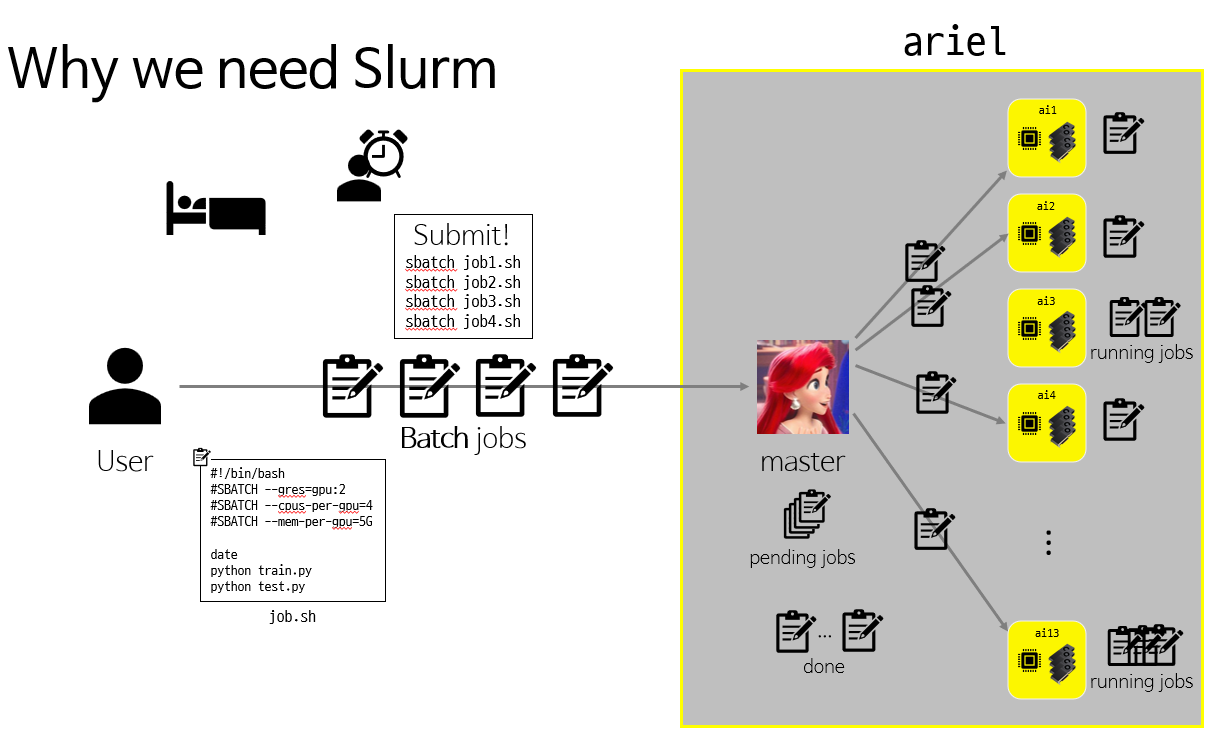 Why we need Slurm
ariel
Submit!
sbatch job1.sh
sbatch job2.sh
sbatch job3.sh
sbatch job4.sh
Batch jobs
User
#!/bin/bash
#SBATCH --gres=gpu:2
#SBATCH --cpus-per-gpu=4
#SBATCH --mem-per-gpu=5G
date
python train.py
python test.py
job.sh
master
pending jobs
...
done
ai1
ai2
ai3
running jobs
ai4
⋮
ai13
running jobs